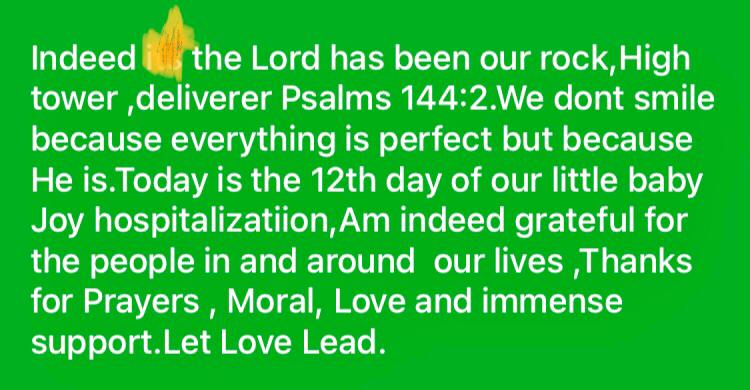 Indeed the Lord has been our rock,High
tower ,deliverer Psalms 144:2.We dont smile
because everything is perfect but because
He is.Today is the 12th day of our little baby
Joy hospitalizatiion,Am indeed grateful for
the people in and around  our lives ,Thanks
for Prayers , Moral, Love and immense
support.Let Love Lead.